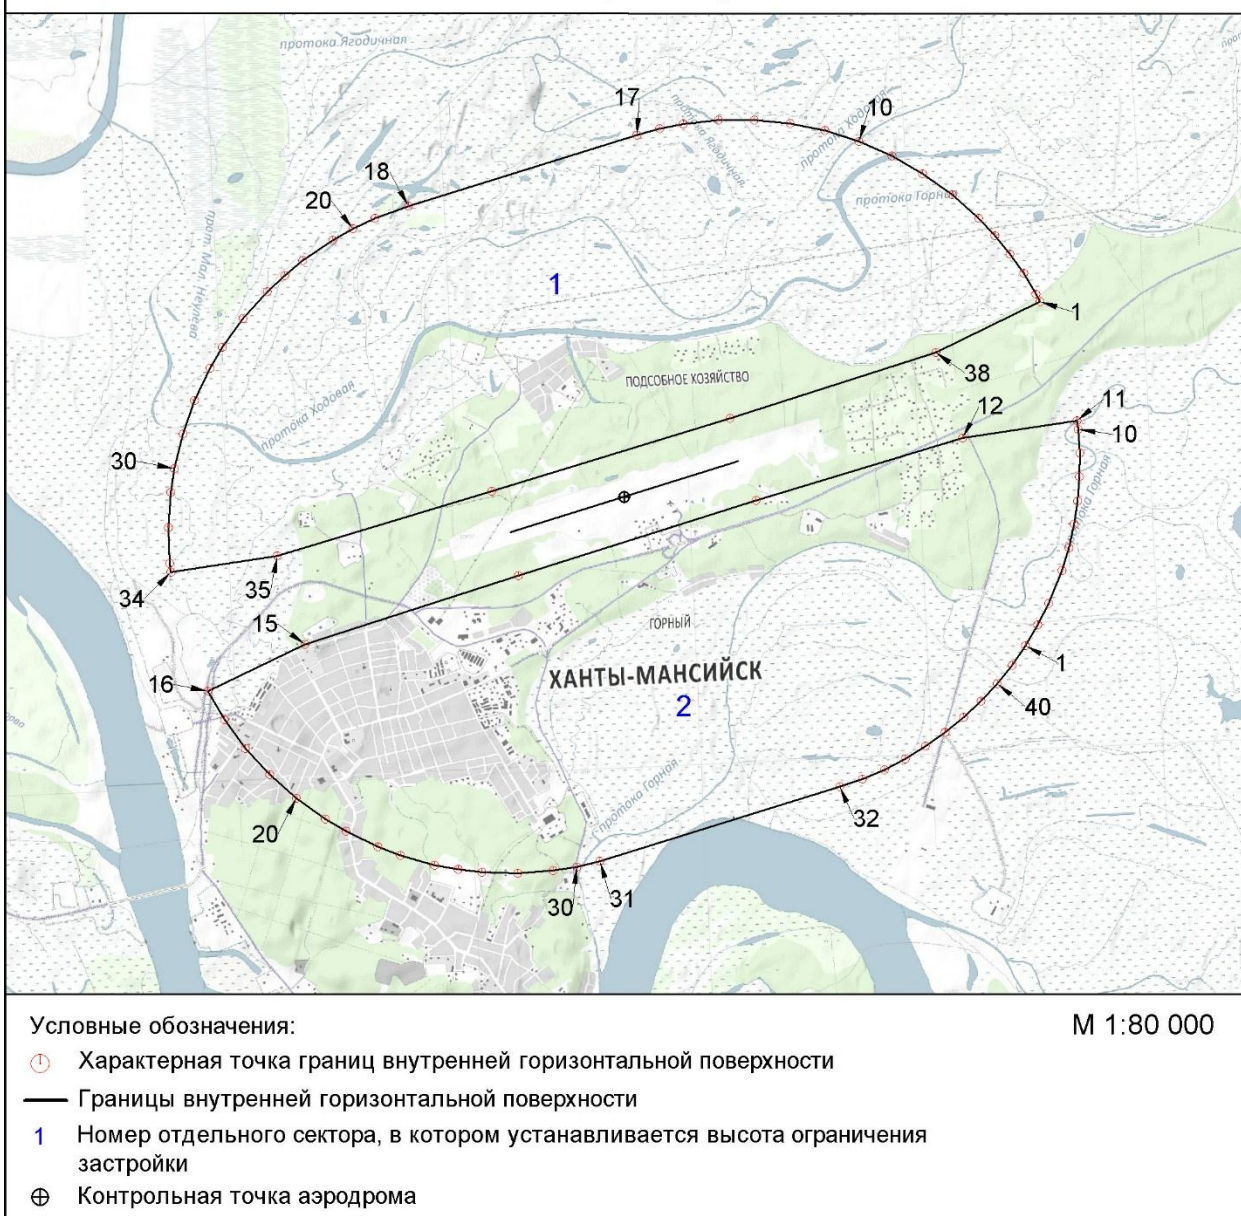 протока Ягодичная
17
протока Ягодичная
протока Ходовая
10
18
20
протока Горная
прот. Мал. Неулева
1
1
ПОДСОБНОЕ ХОЗЯЙСТВО
38
протока Ходовая
12
11
10
30
34
35
15
ГОРНЫЙ
ХАНТЫ-МАНСИЙСК
2
1
16
40
протока Горная
32
20
30
31
Условные обозначения:
М 1:80 000
Характерная точка границ внутренней горизонтальной поверхности
Границы внутренней горизонтальной поверхности
1 Номер отдельного сектора, в котором устанавливается высота ограничения
застройки
Контрольная точка аэродрома